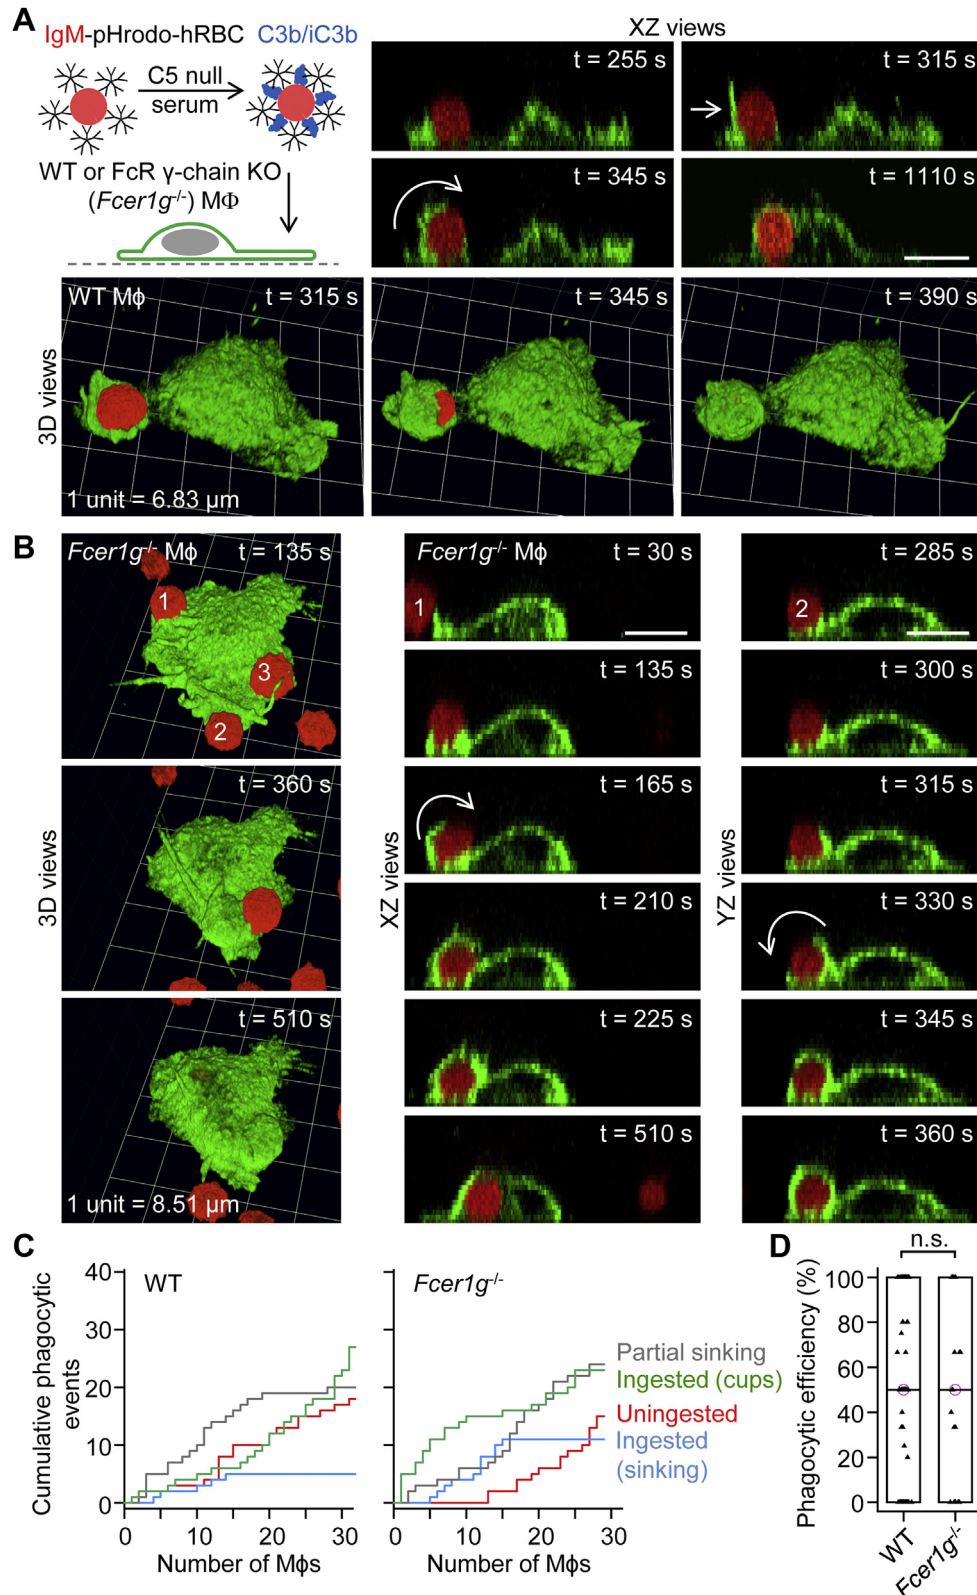 A
IgM-pHrodo-hRBC C3b/iC3b
C5 null
serum
WT or FcR γ-chain KO
(Fcer1g-/-) MΦ
XZ views
t = 255 s
t = 315 s
t = 345 s
t = 1110 s
3D views
WT Mϕ
t = 315 s
t = 345 s
t = 390 s
1 unit = 6.83 µm
B
3D views
Fcer1g-/- Mϕ
t = 135 s
1
3
2
t = 360 s
t = 510 s
1 unit = 8.51 µm
XZ views
Fcer1g-/- Mϕ
t = 30 s
1
t = 135 s
t = 165 s
t = 210 s
t = 225 s
t = 510 s
YZ views
t = 285 s
2
t = 300 s
t = 315 s
t = 330 s
t = 345 s
t = 360 s
C
Cumulative phagocytic
events
40
30
20
10
0
WT
0 10 20 30
Number of Mϕs
Fcer1g-/-
0 10 20 30
Number of Mϕs
Partial sinking
Ingested (cups)
Uningested
Ingested
(sinking)
D
n.s.
Phagocytic efficiency (%)
100
80
60
40
20
0
WT
Fcer1g-/-